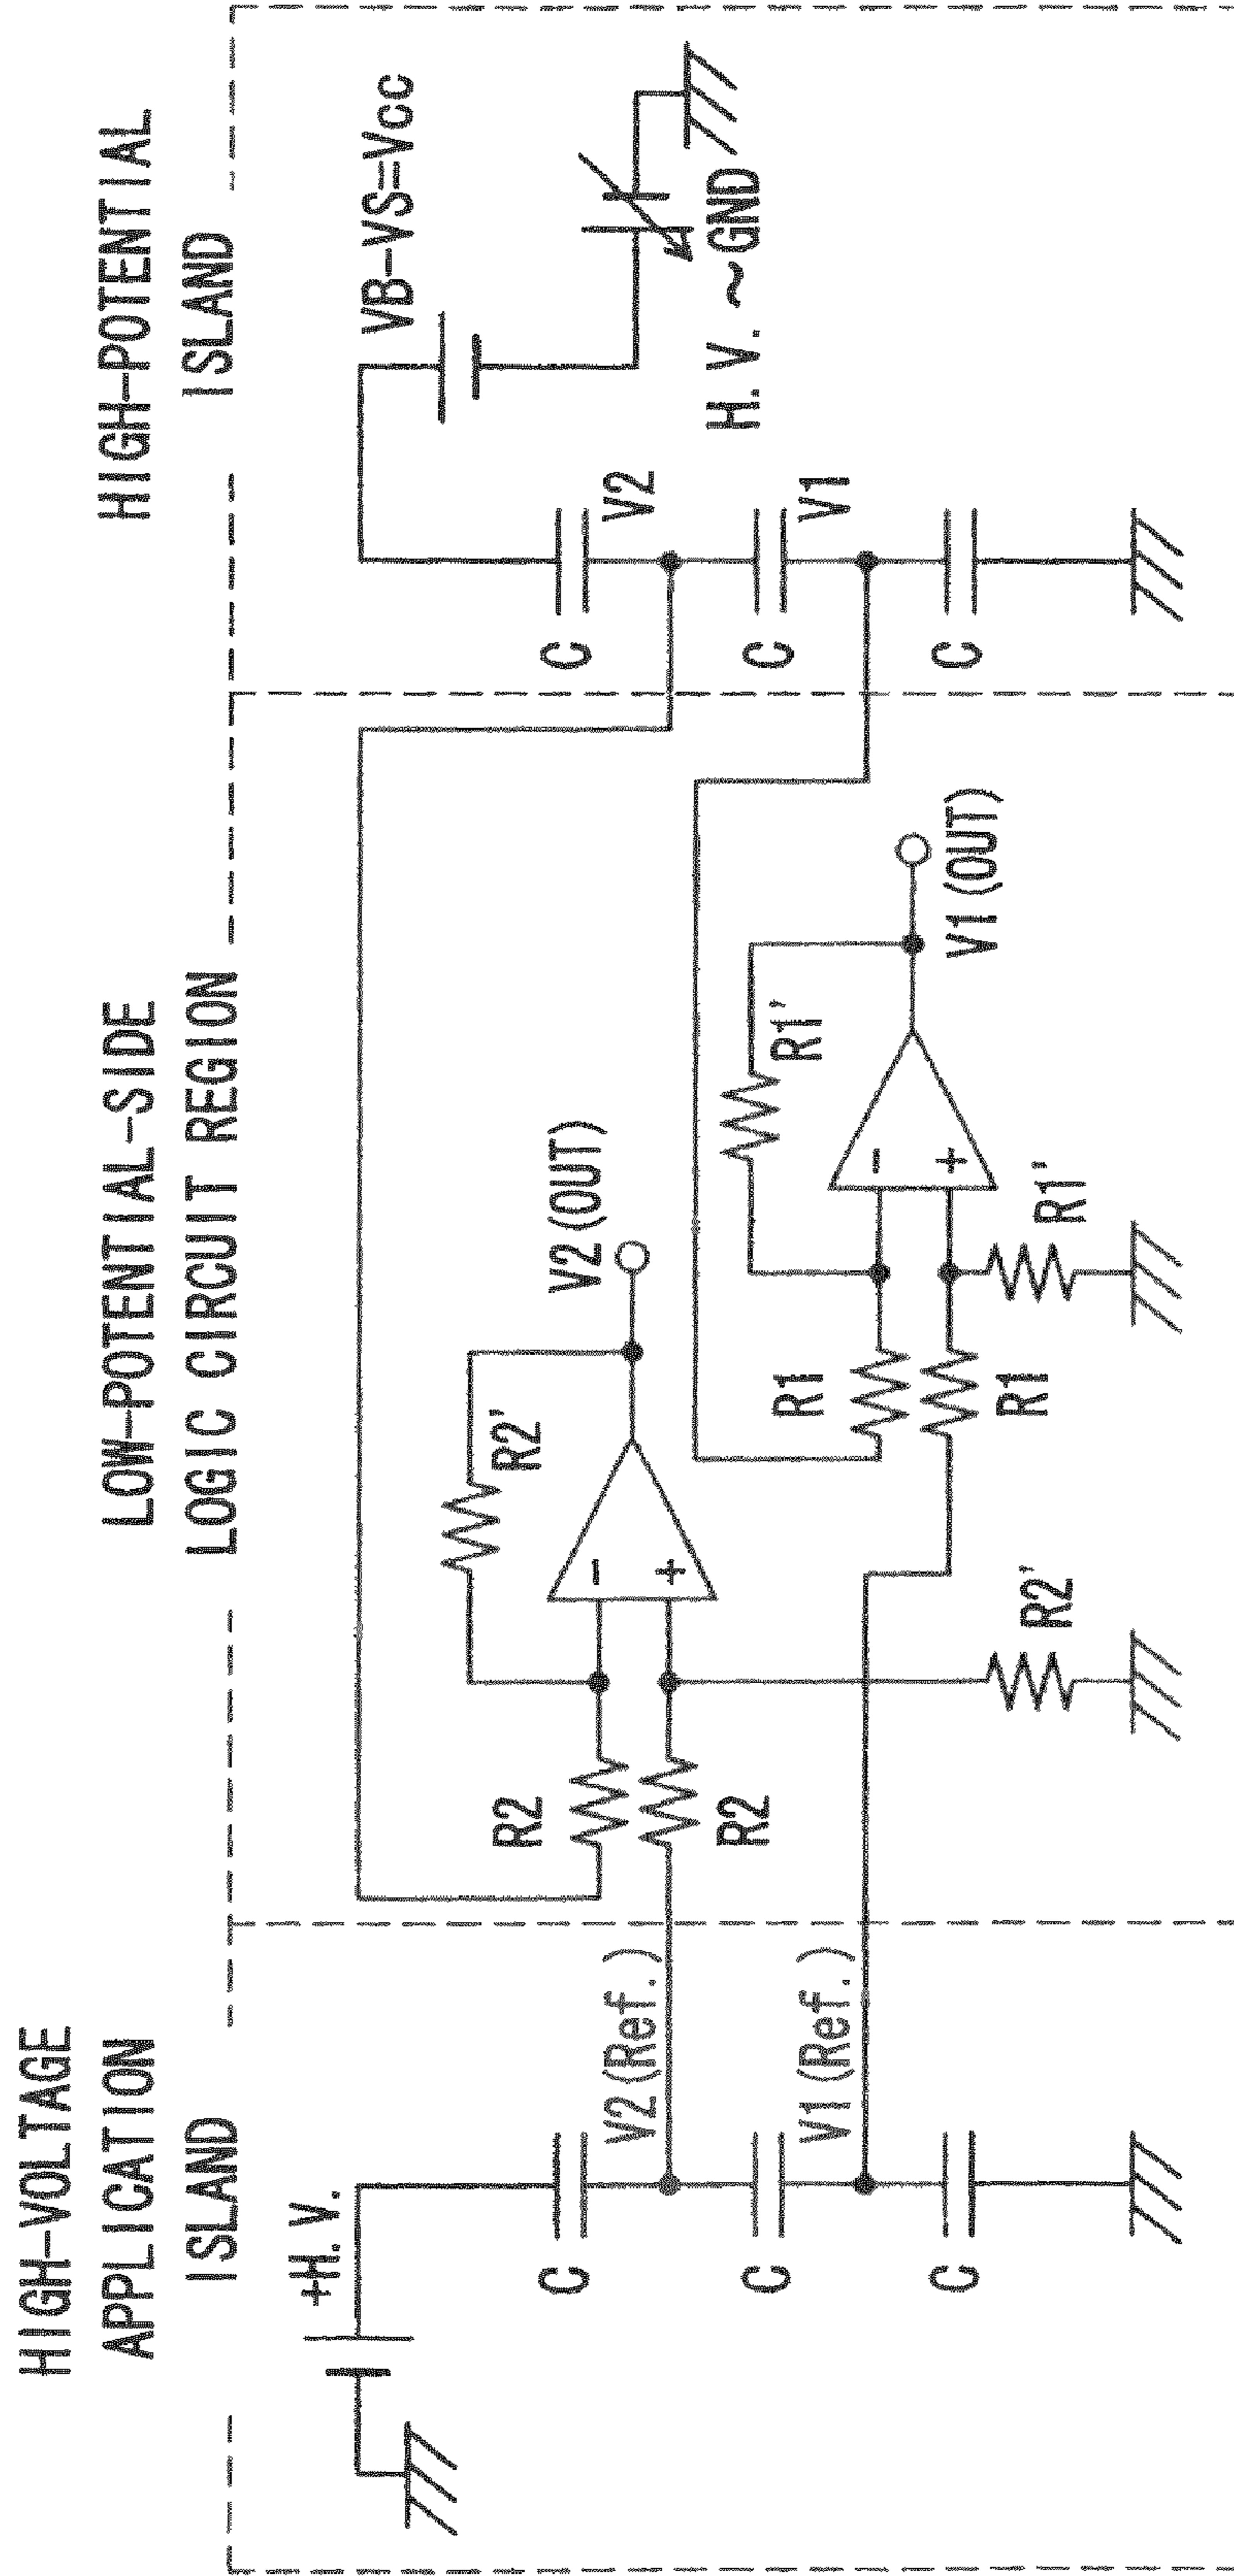 HIGH-VOLTAGE
APPLICATION
ISLAND
LOW-POTENTIAL-SIDE
LOGIC CIRCUIT REGION
HIGH-POTENTIAL
ISLAND
+H. V.
C
V2 (Ref. )
C
V1 (Ref. )
C
R2
R2
R2'
-
+
V2 (OUT)
R2'
R1
R1
R1'
-
+
V1 (OUT)
R1'
VB-VS=Vcc
C
V2
C
V1
C
H. V. ~GND